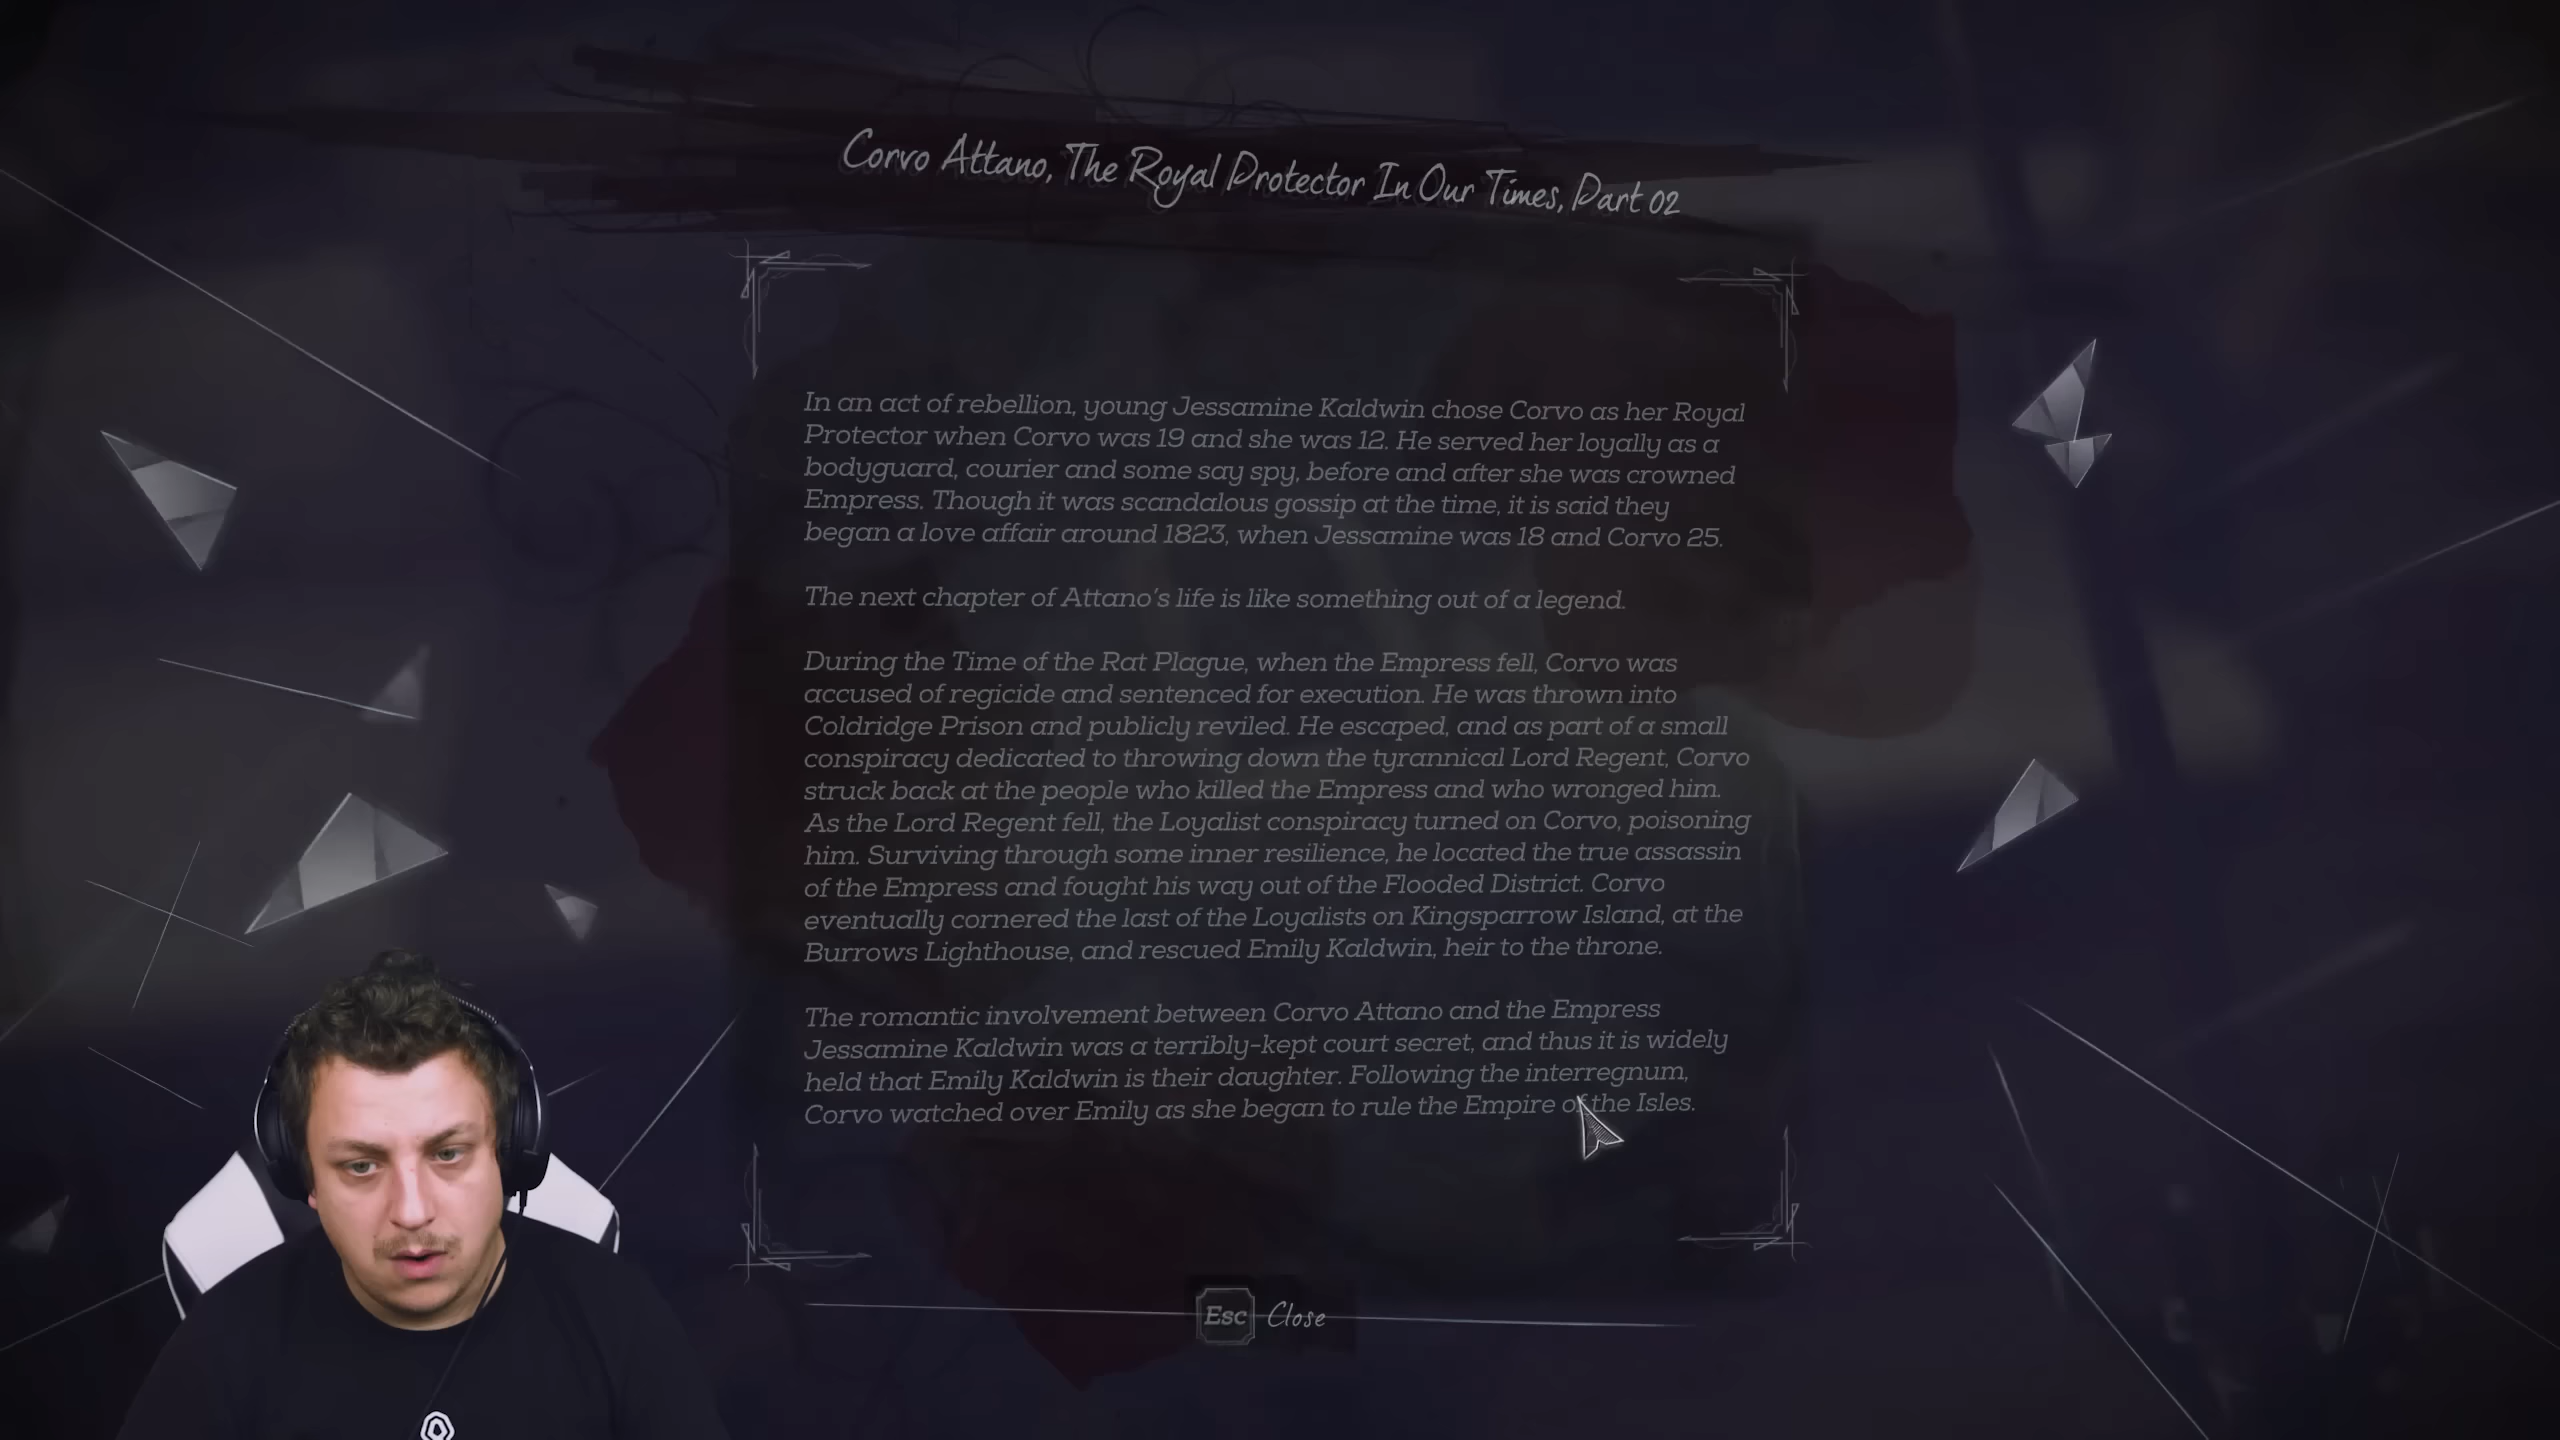 Corvo Attano, The Royal Protector In Our Times, Part 02
In an act of rebellion, young Jessamine Kaldwin chose Corvo as her Royal
Protector when Corvo was 19 and she was 12. He served her loyally as a
bodyguard, courier and some say spy, before and after she was crowned
Empress. Though it was scandalous gossip at the time, it is said they
began a love affair around 1823, when Jessamine was 18 and Corvo 25.
The next chapter of Attano's life is like something out of a legend.
During the Time of the Rat Plague, when the Empress fell, Corvo was
accused of regicide and sentenced for execution. He was thrown into
Coldridge Prison and publicly reviled. He escaped, and as part of a small
conspiracy dedicated to throwing down the tyrannical Lord Regent, Corvo
struck back at the people who killed the Empress and who wronged him.
As the Lord Regent fell, the Loyalist conspiracy turned on Corvo, poisoning
him. Surviving through some inner resilience, he located the true assassin
of the Empress and fought his way out of the Flooded District. Corvo
eventually cornered the last of the Loyalists on Kingsparrow Island, at the
Burrows Lighthouse, and rescued Emily Kaldwin, heir to the throne.
The romantic involvement between Corvo Attano and the Empress
Jessamine Kaldwin was a terribly-kept court secret, and thus it is widely
held that Emily Kaldwin is their daughter. Following the interregnum,
Corvo watched over Emily as she began to rule the Empire of the Isles.
Esc Close